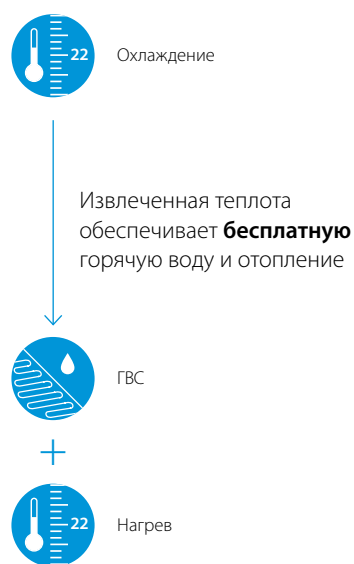 22 Охлаждение
Извлеченная теплота
обеспечивает бесплатную
горячую воду и отопление
ГВС
+
22 Нагрев